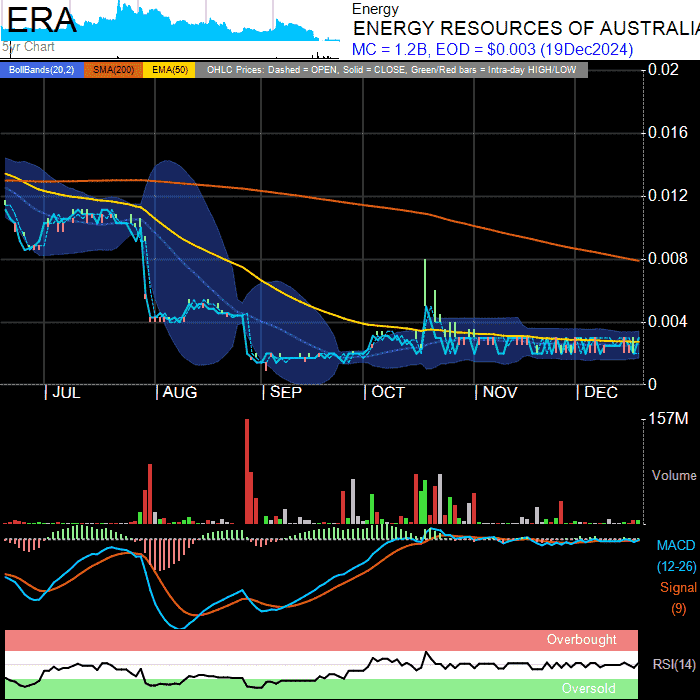 ERA
5yr Chart
Energy
ENERGY RESOURCES OF AUSTRALIA
MC = 1.2B, EOD = $0.003 (19Dec2024)
BollBands(20,2) SMA(200) EMA(50) OHLC Prices: Dashed = OPEN, Solid = CLOSE, Green/Red bars = Intra-day HIGH/LOW
0.02
0.016
0.012
0.008
0.004
0
JUL AUG SEP OCT NOV DEC
157M
Volume
MACD
(12-26)
Signal
(9)
Overbought
RSI(14)
Oversold